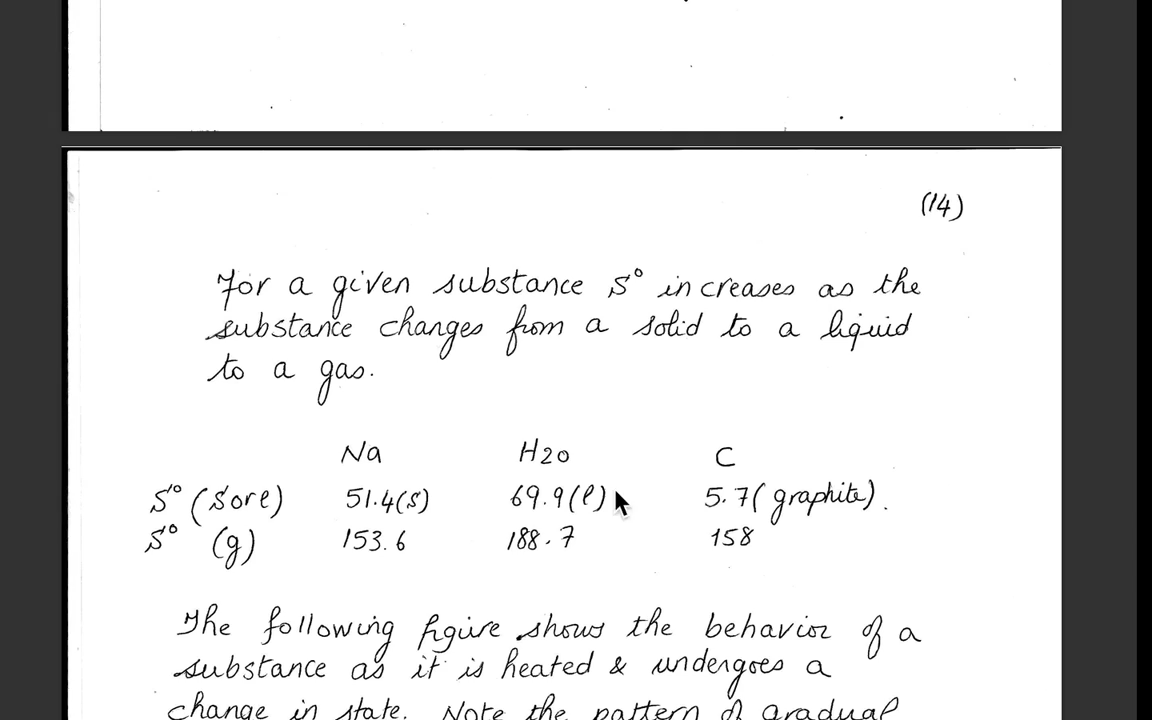 (14)
For a given substance S° increases as the
substance changes from a solid to a liquid
to a gas.
Na H2O C
S° (S or l) 51.4(S) 69.9(l) 5.7(graphite).
S° (g) 153.6 188.7 158
The following figure shows the behavior of a
substance as it is heated & undergoes a
change in state. Note the pattern of gradual